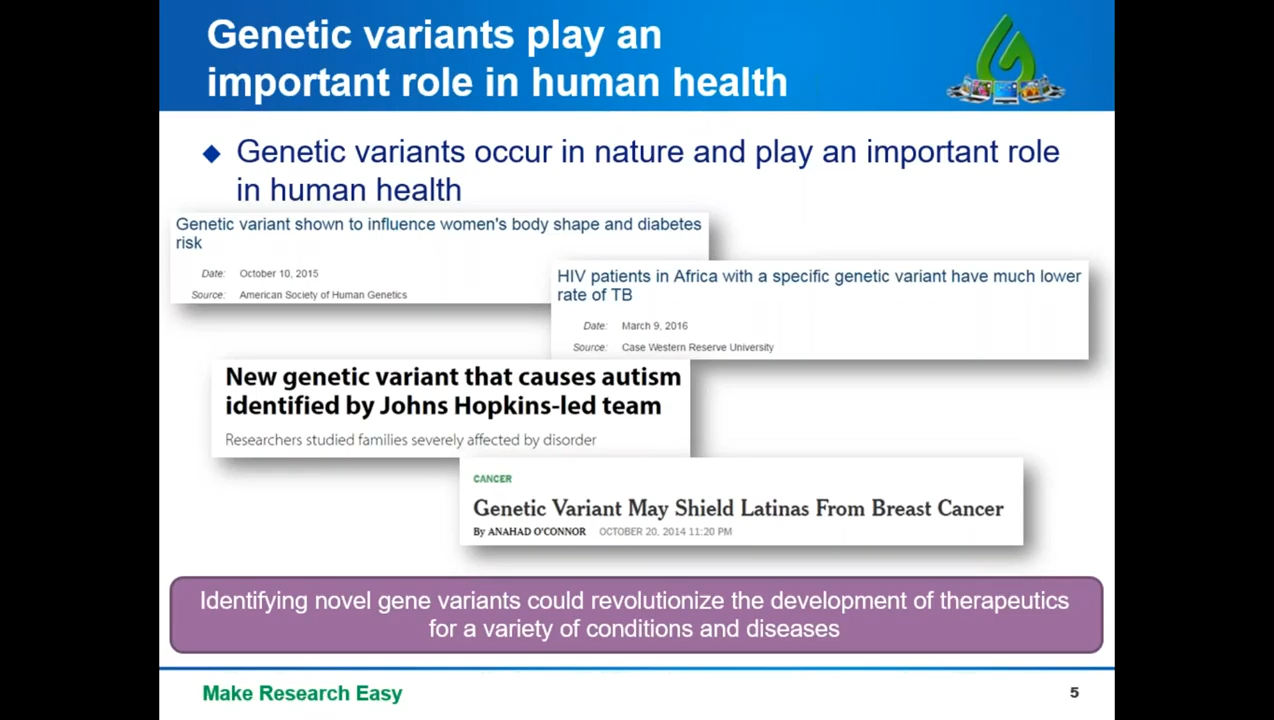 Genetic variants play an
important role in human health
Genetic variants occur in nature and play an important role
in human health
Genetic variant shown to influence women's body shape and diabetes
risk
Date: October 10, 2015
Source: American Society of Human Genetics
HIV patients in Africa with a specific genetic variant have much lower
rate of TB
Date: March 9, 2016
Source: Case Western Reserve University
New genetic variant that causes autism
identified by Johns Hopkins-led team
Researchers studied families severely affected by disorder
CANCER
Genetic Variant May Shield Latinas From Breast Cancer
By ANAHAD O'CONNOR OCTOBER 20, 2014 11:20 PM
Identifying novel gene variants could revolutionize the development of therapeutics
for a variety of conditions and diseases
Make Research Easy
5